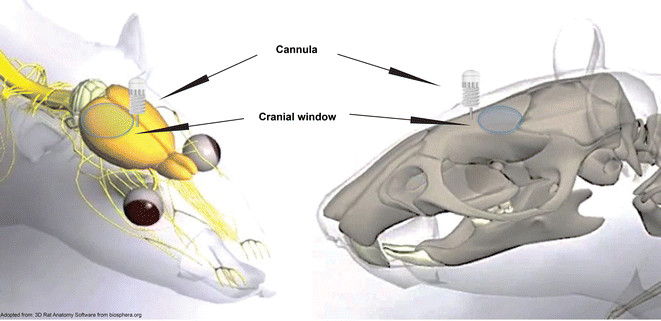 Cannula
Cranial window
Adopted from: 3D Rat Anatomy Software from biosphera.org